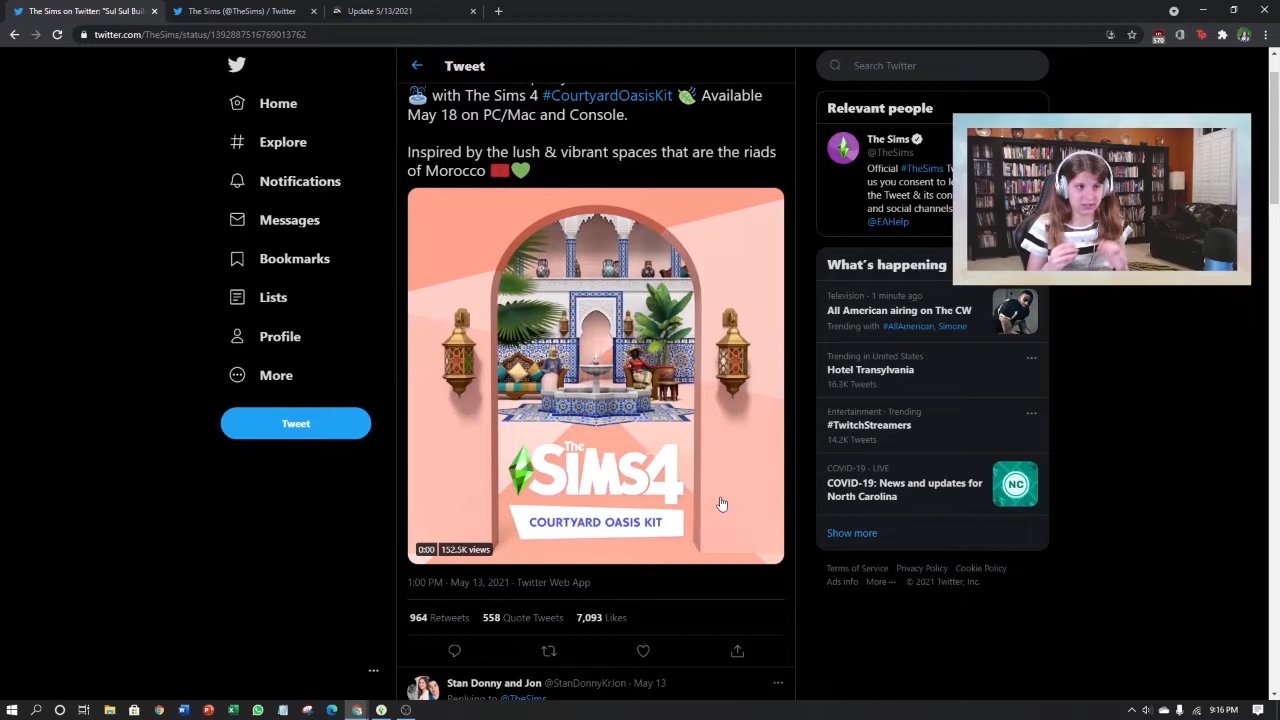 The Sims on Twitter: "Sul Sul Buil
The Sims (@TheSims) / Twitter
Update 5/13/2021
twitter.com/TheSims/status/1392887516769013762
570
Home
Explore
Notifications
Messages
Bookmarks
Lists
Profile
More
Tweet
Tweet
with The Sims 4 #CourtyardOasisKit Available
May 18 on PC/Mac and Console.
Inspired by the lush & vibrant spaces that are the riads
of Morocco
The
SIMS 4
COURTYARD OASIS KIT
0:00 152.5K views
1:00 PM · May 13, 2021 · Twitter Web App
964 Retweets 558 Quote Tweets 7,093 Likes
Stan Donny and Jon @StanDonnyKrJon · May 13
Replying to @TheSims
Search Twitter
Relevant people
The Sims
@TheSims
Official #TheSims Tw
us you consent to le
the Tweet & its con
and social channels
@EAHelp
What's happening
Television · 1 minute ago
All American airing on The CW
Trending with #AllAmerican, Simone
Trending in United States
Hotel Transylvania
16.3K Tweets
Entertainment · Trending
#TwitchStreamers
14.2K Tweets
COVID-19 · LIVE
COVID-19: News and updates for
North Carolina
NC
Show more
Terms of Service Privacy Policy Cookie Policy
Ads info More ··· © 2021 Twitter, Inc.
9:16 PM